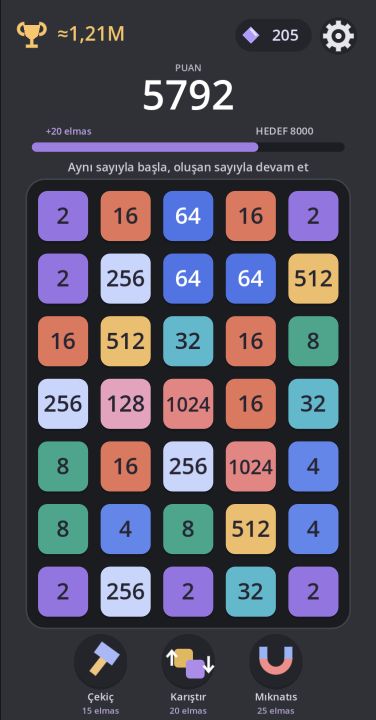 ≈1,21M 205
PUAN
5792
+20 elmas HEDEF 8000
Aynı sayıyla başla, oluşan sayıyla devam et
2 16 64 16 2
2 256 64 64 512
16 512 32 16 8
256 128 1024 16 32
8 16 256 1024 4
8 4 8 512 4
2 256 2 32 2
Çekiç Karıştır Mıknatıs
15 elmas 20 elmas 25 elmas